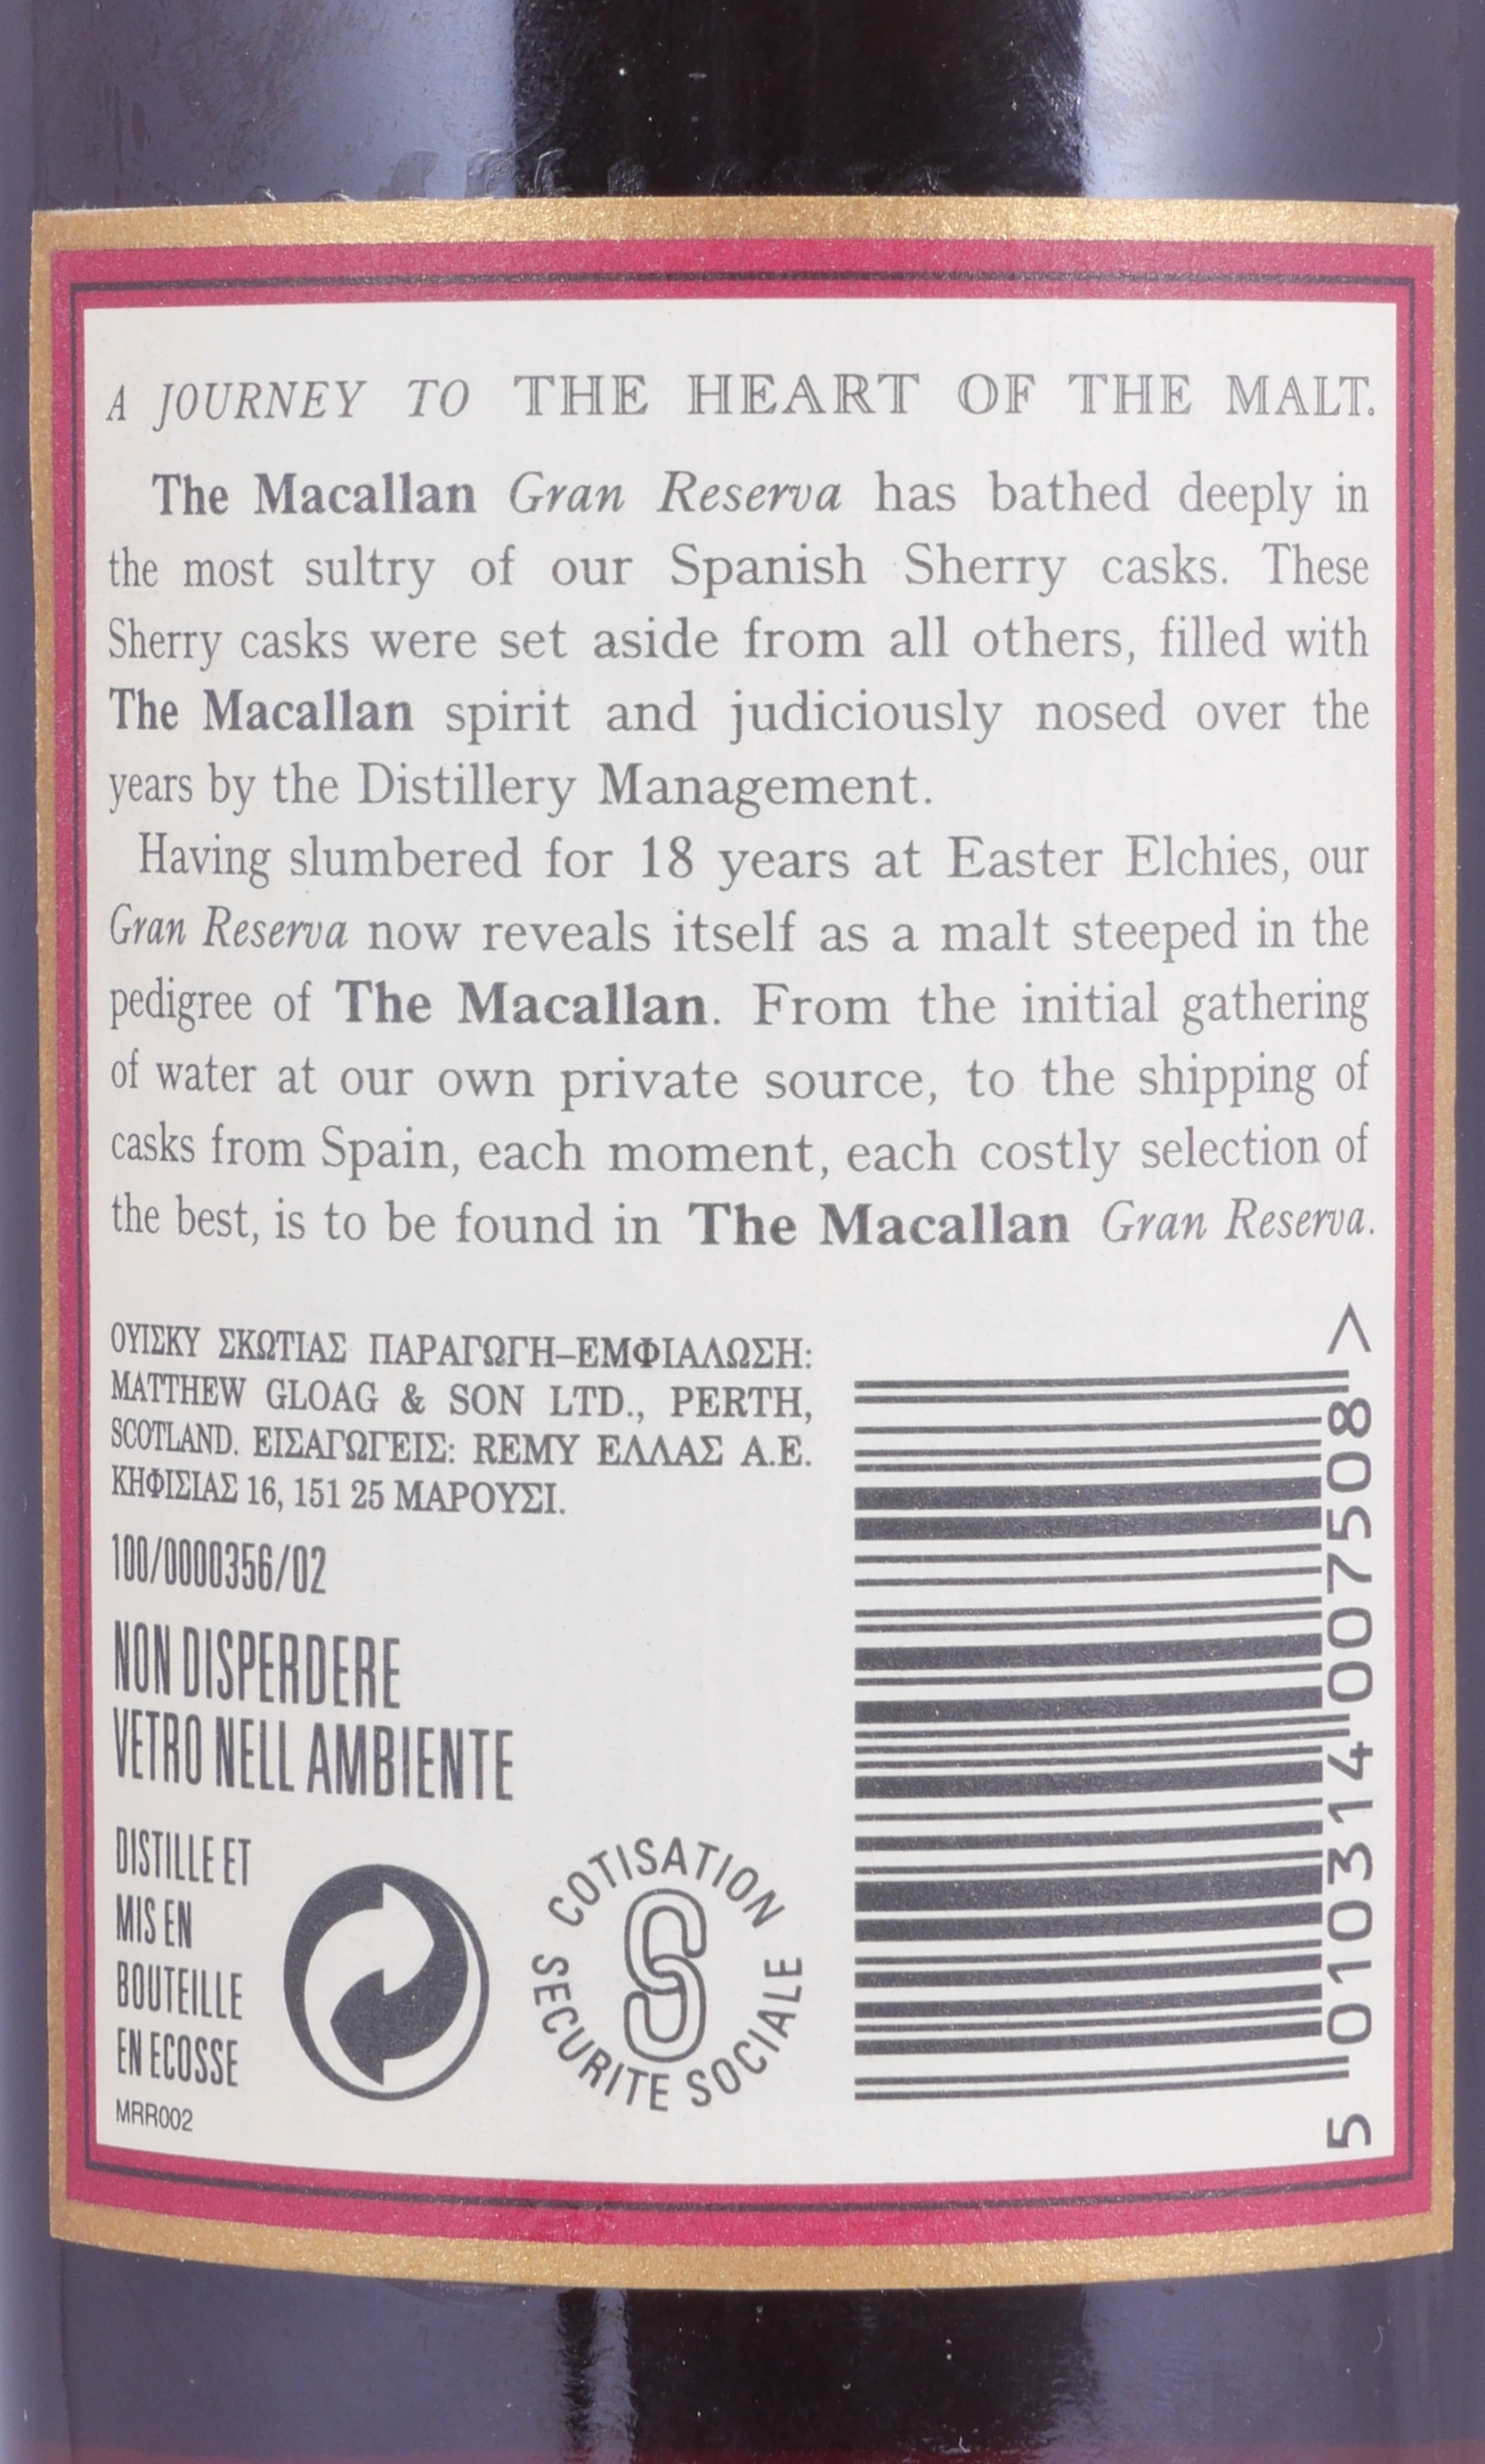 A JOURNEY TO THE HEART OF THE MALT.
The Macallan Gran Reserva has bathed deeply in
the most sultry of our Spanish Sherry casks. These
Sherry casks were set aside from all others, filled with
The Macallan spirit and judiciously nosed over the
years by the Distillery Management.
Having slumbered for 18 years at Easter Elchies, our
Gran Reserva now reveals itself as a malt steeped in the
pedigree of The Macallan. From the initial gathering
of water at our own private source, to the shipping of
casks from Spain, each moment, each costly selection of
the best, is to be found in The Macallan Gran Reserva.
ΟΥΙΣΚΥ ΣΚΩΤΙΑΣ ΠΑΡΑΓΩΓΗ–ΕΜΦΙΑΛΩΣΗ:
MATTHEW GLOAG & SON LTD., PERTH,
SCOTLAND. ΕΙΣΑΓΩΓΕΙΣ: REMY ΕΛΛΑΣ Α.Ε.
ΚΗΦΙΣΙΑΣ 16, 151 25 ΜΑΡΟΥΣΙ.
100/0000356/02
NON DISPERDERE
VETRO NELL AMBIENTE
DISTILLE ET
MIS EN
BOUTEILLE
EN ECOSSE
MRR002
COTISATION
SECURITE SOCIALE
5 010314 007508 >